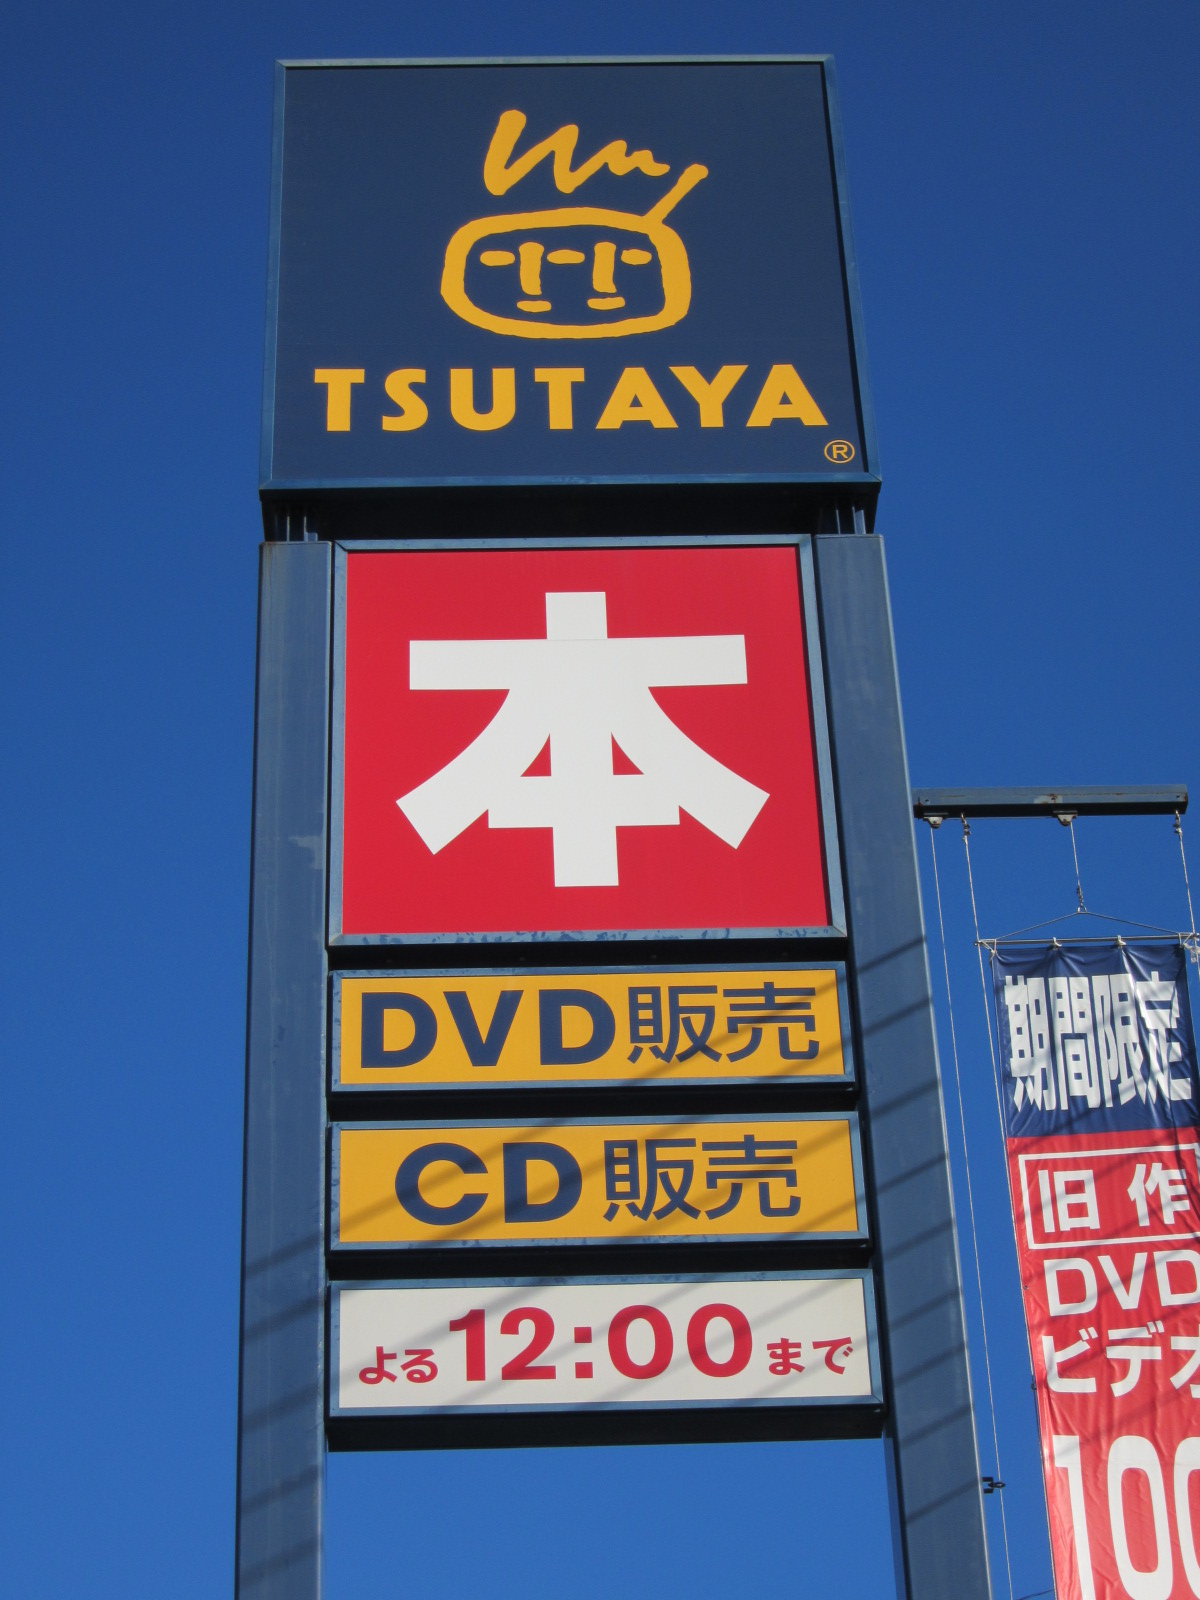 TSUTAYA
®
本
DVD販売
CD販売
よる12:00まで
期間限定
旧作
DVD
ビデオ
100